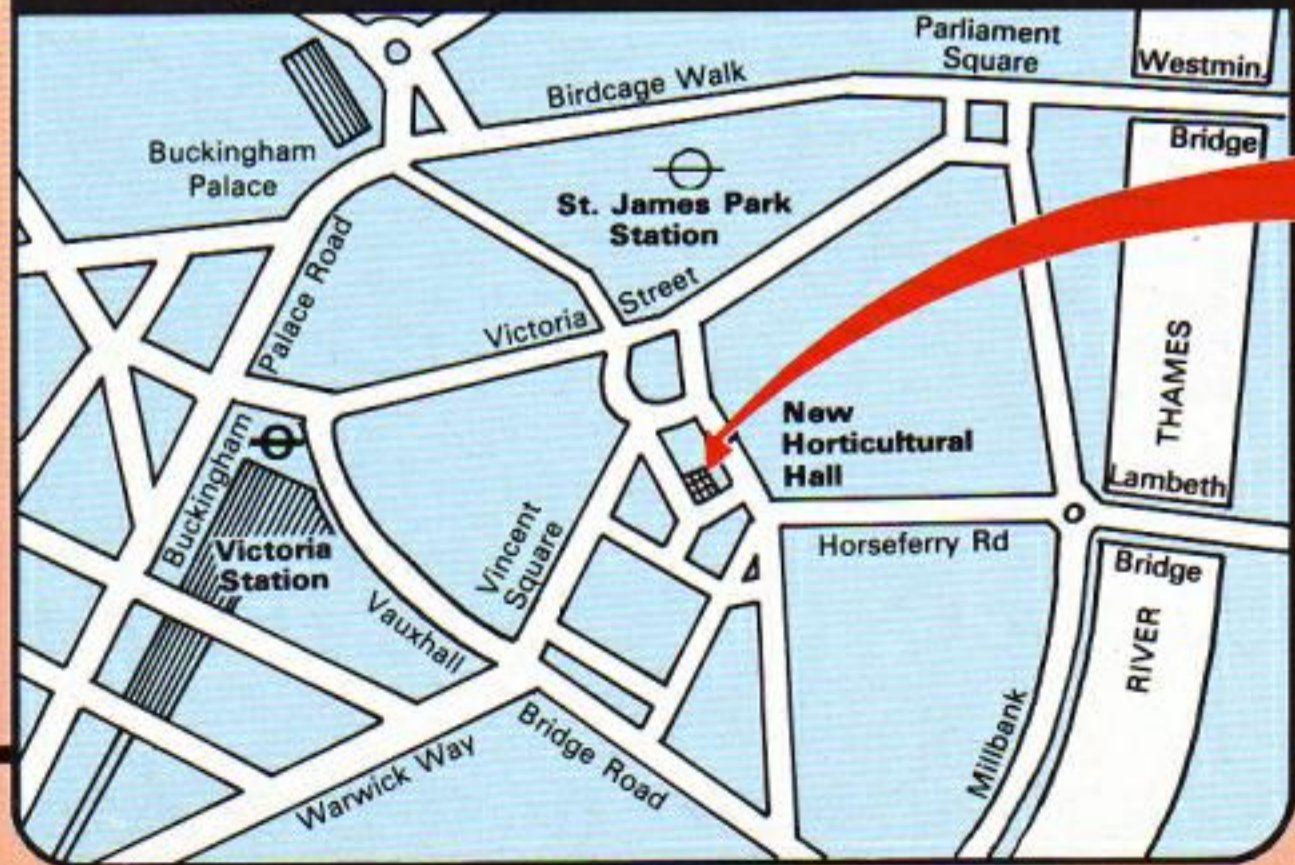 Parliament
Square
Westmin.
Birdcage Walk
Bridge
Buckingham
Palace
St. James Park
Station
Palace Road
Victoria Street
THAMES
New
Horticultural
Hall
Lambeth
Buckingham
Victoria
Station
Vincent
Square
Horseferry Rd
Bridge
Vauxhall
RIVER
Millbank
Bridge Road
Warwick Way